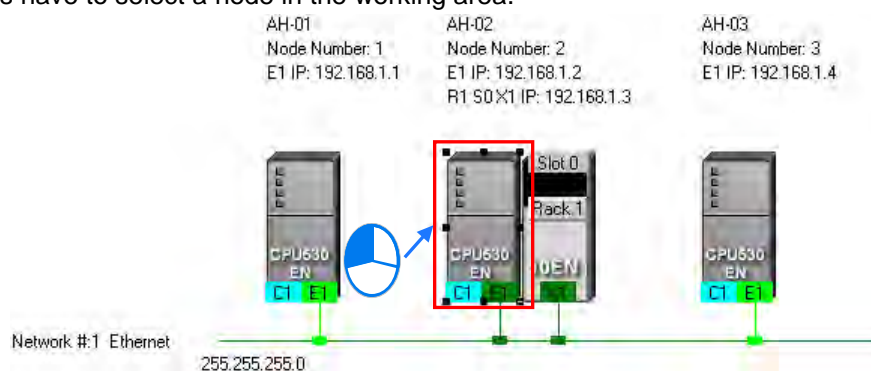 s have to select a node in the working area.
AH-01
Node Number: 1
E1 IP: 192.168.1.1
AH-02
Node Number: 2
E1 IP: 192.168.1.2
R1 S0 X1 IP: 192.168.1.3
AH-03
Node Number: 3
E1 IP: 192.168.1.4
CPU530
EN
C1 E1
CPU530
EN
C1 E1
Slot 0
Rack 1
0EN
CPU530
EN
C1 E1
Network #:1 Ethernet
255.255.255.0